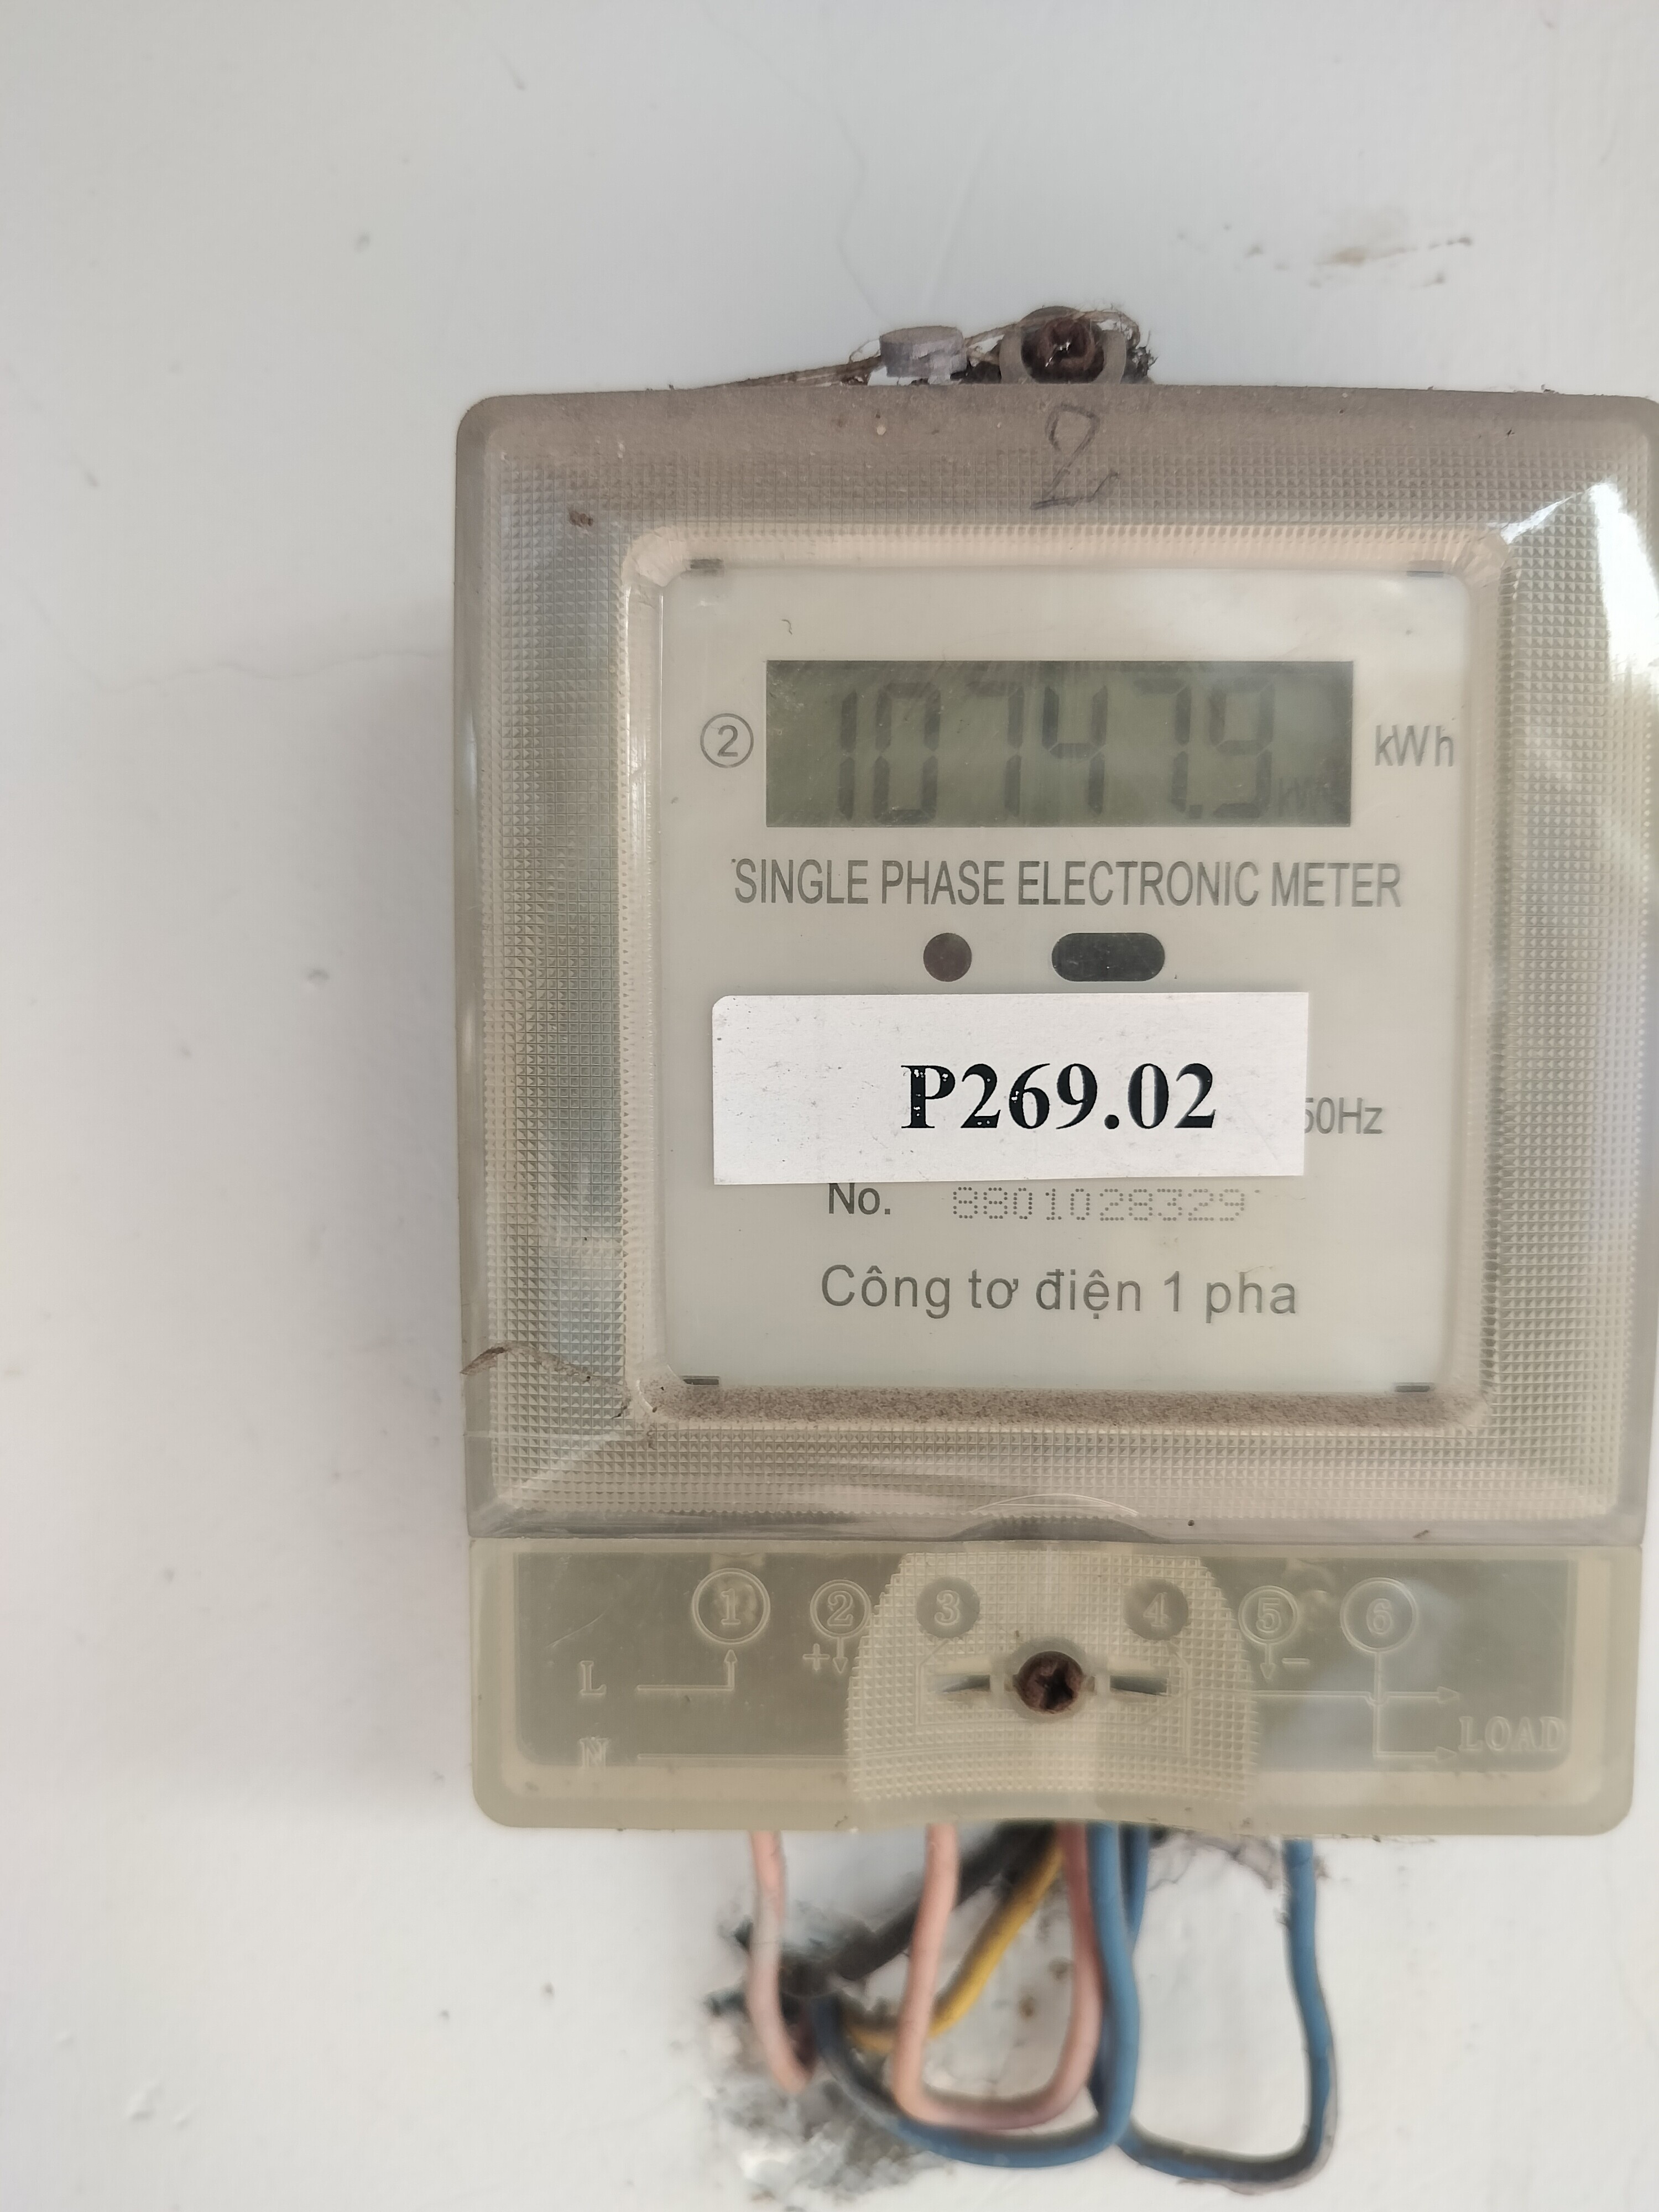 2
② 10747.9 kWh
SINGLE PHASE ELECTRONIC METER
P269.02
50Hz
No. 8801028329
Công tơ điện 1 pha
1 2 3 4 5 6
+ -
L
N LOAD